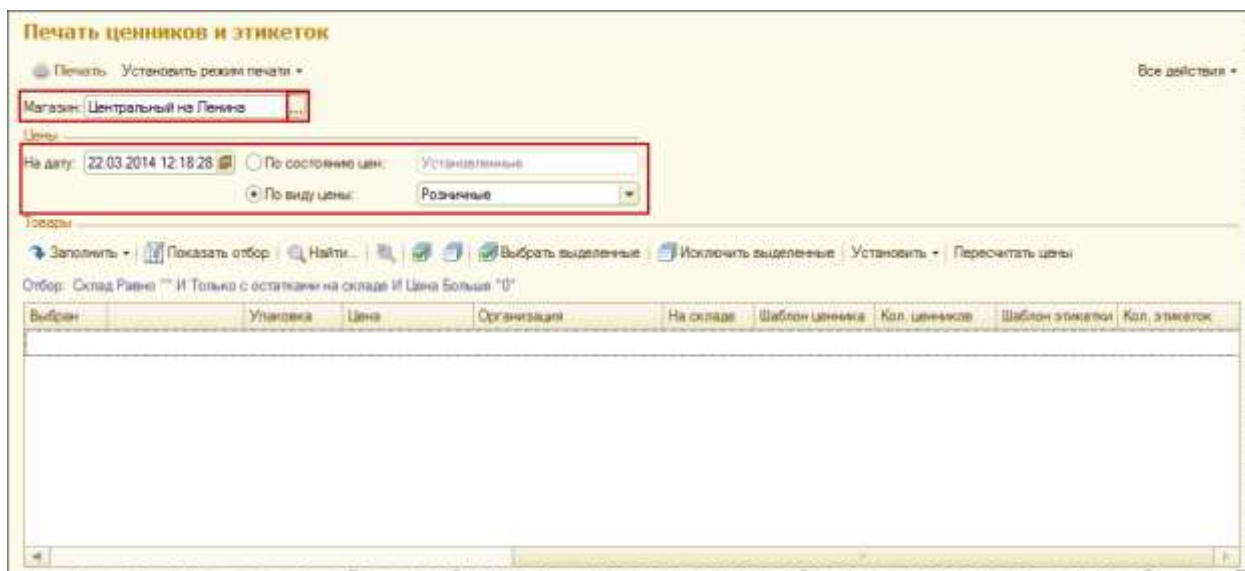 Печать ценников и этикеток
Печать Установить режим печати Все действия
Магазин: Центральный на Ленина ...
Цены
На дату: 22.03.2014 12:18:28 По состоянию цен: Установленные
По виду цены: Розничные
Товары
Заполнить Показать отбор Найти... Выбрать выделенные Исключить выделенные Установить Пересчитать цены
Отбор: Склад Равно "" И Только с остатками на складе И Цена Больше "0"
Выбран Упаковка Цена Организация На складе Шаблон ценника Кол. ценников Шаблон этикетки Кол. этикеток